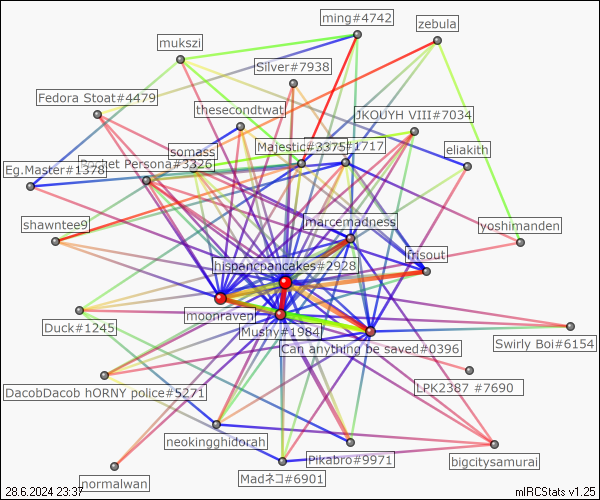 ming#4742
zebula
mukszi
Silver#7938
Fedora Stoat#4479
thesecondtwat
JKOUYH VIII#7034
Majestic#3375
#1717
eliakith
somass
Eg.Master#1378
Rocket Persona#3326
shawntee9
marcemadness
yoshimanden
frisout
hispancpancakes#2928
moonraven
Mushy#1984
Duck#1245
Can anything be saved#0396
Swirly Boi#6154
DacobDacob hORNY police#5271
LPK2387 #7690
neokingghidorah
Pikabro#9971
bigcitysamurai
normalwan
Madネコ#6901
28.6.2024 23:37
mIRCStats v1.25